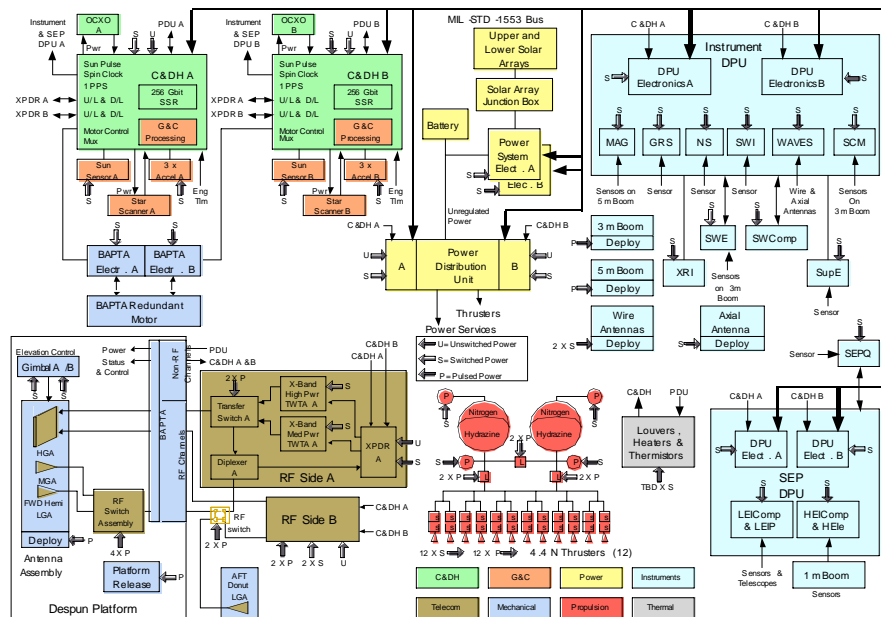 Instrument & SEP DPU A
OCXO A
Pwr
S
U
PDU A
Sun Pulse
Spin Clock
1 PPS
C&DH A
256 Gbit SSR
XPDR A
XPDR B
U/L & D/L
U/L & D/L
Motor Control Mux
G&C Processing
Sun Sensor A
3 x Accel A
S
S
Pwr
Star Scanner A
Eng Tlm
Instrument & SEP DPU B
OCXO B
Pwr
S
U
PDU B
Sun Pulse
Spin Clock
1 PPS
C&DH B
256 Gbit SSR
XPDR A
XPDR B
U/L & D/L
U/L & D/L
Motor Control Mux
G&C Processing
Sun Sensor B
3 x Accel B
S
S
Pwr
Star Scanner B
Eng Tlm
S
S
BAPTA Electr . A
BAPTA Electr . B
BAPTA Redundant Motor
MIL -STD -1553 Bus
Upper and Lower Solar Arrays
Solar Array Junction Box
Battery
Power System Elect . A
Elec . B
S
S
Unregulated Power
C&DH A
C&DH B
A
Power Distribution Unit
B
U
S
U
S
Thrusters
Power Services
U= Unswitched Power
S= Switched Power
P= Pulsed Power
C&DH A
C&DH B
Instrument DPU
DPU Electronics A
DPU Electronics B
S
S
S
S
S
S
S
S
MAG
GRS
NS
SWI
WAVES
SCM
Sensors on 5 m Boom
Sensor
Sensor
Sensor
Wire & Axial Antennas
Sensors On 3 m Boom
3 m Boom
Deploy
P
5 m Boom
Deploy
P
Wire Antennas
Deploy
2 X S
S
XRI
S
SWE
Sensors on 3m Boom
S
SWComp
S
SupE
Sensor
Axial Antenna
Deploy
S
Sensor
SEPQ
S
Despun Platform
Elevation Control
Gimbal A /B
S
S
HGA
MGA
FWD Hemi LGA
Deploy
P
Antenna Assembly
Power
Status & Control
BAPTA
Non-RF Channels
RF Channels
PDU
C&DH A &B
RF Switch Assembly
4 X P
Platform Release
P
2 X P
Transfer Switch A
X-Band High Pwr TWTA A
S
X-Band Med Pwr TWTA A
S
Diplexer A
XPDR A
U
S
C&DH A
C&DH B
RF Side A
RF switch
2 X P
RF Side B
C&DH A
C&DH B
2 X P
2 X S
U
AFT Donut LGA
P
S
Nitrogen
Hydrazine
Nitrogen
Hydrazine
P
S
P
S
2 X P
L
P
S
2 X P
L
L
2 X P
S S S S S S S S S S S S
S S S S S S S S S S S S
12 X S
12 X P
4 .4 N Thrusters (12)
C&DH
PDU
Louvers , Heaters & Thermistors
TBD X S
C&DH A
C&DH B
DPU Elect . A
DPU Elect . B
S
S
SEP DPU
LEIComp & LEIP
HEIComp & HEle
S
S
Sensors & Telescopes
1 m Boom
Sensors
C&DH
G&C
Power
Instruments
Telecom
Mechanical
Propulsion
Thermal